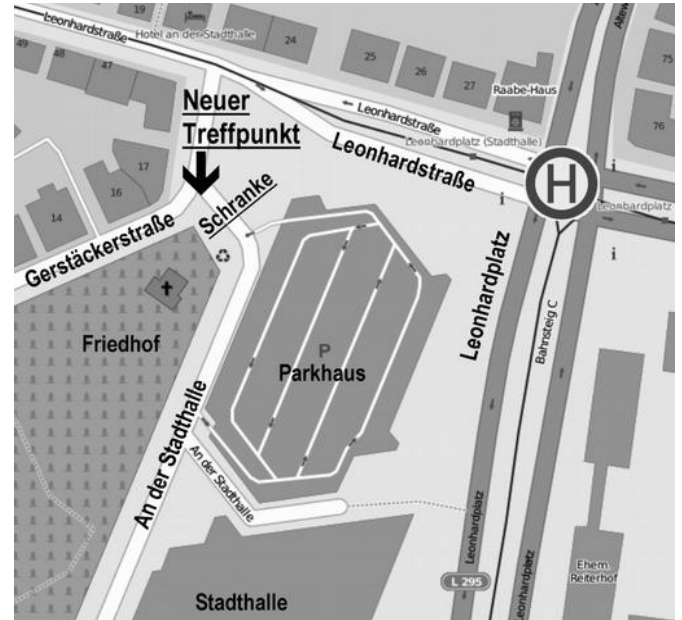 19
Leonhardstraße
Hotel an der Stadthalle
24
49
48
47
25
26
27
75
Raabe-Haus
Neuer
Treffpunkt
Leonhardstraße
Leonhardplatz (Stadthalle)
Leonhardstraße
76
17
16
14
Schranke
H
Leonhardplatz
Gerstäckerstraße
Leonhardplatz
Bahnsteig C
Friedhof
P
Parkhaus
An der Stadthalle
An der Stadthalle
Leonhardplatz
Ehem.
Reiterhof
L 295
Leonhardplatz
Stadthalle